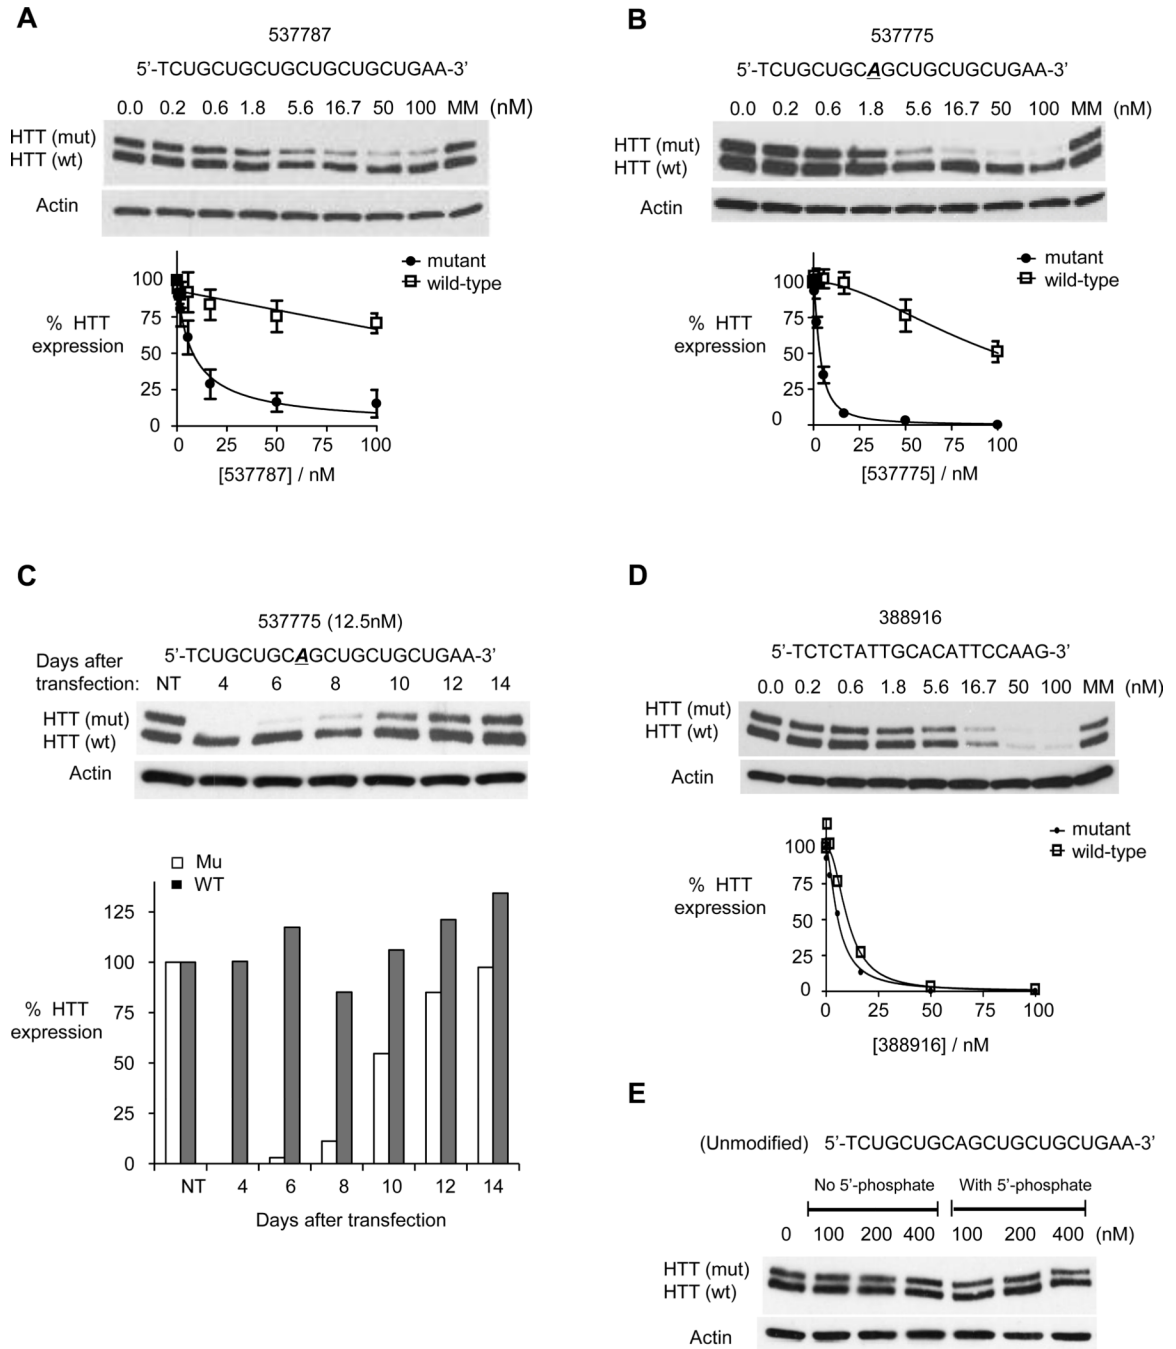 A
537787
5’-TCUGCUGCUGCUGCUGCUGAA-3’
0.0 0.2 0.6 1.8 5.6 16.7 50 100 MM (nM)
HTT (mut)
HTT (wt)
Actin
mutant
wild-type
% HTT
expression
100
75
50
25
0
0 25 50 75 100
[537787] / nM
B
537775
5’-TCUGCUGCAGCUGCUGCUGAA-3’
0.0 0.2 0.6 1.8 5.6 16.7 50 100 MM (nM)
HTT (mut)
HTT (wt)
Actin
mutant
wild-type
% HTT
expression
100
75
50
25
0
0 25 50 75 100
[537775] / nM
C
537775 (12.5nM)
5’-TCUGCUGCAGCUGCUGCUGAA-3’
Days after
transfection: NT 4 6 8 10 12 14
HTT (mut)
HTT (wt)
Actin
Mu
WT
% HTT
expression
125
100
75
50
25
0
NT 4 6 8 10 12 14
Days after transfection
D
388916
5’-TCTCTATTGCACATTCCAAG-3’
0.0 0.2 0.6 1.8 5.6 16.7 50 100 MM (nM)
HTT (mut)
HTT (wt)
Actin
mutant
wild-type
% HTT
expression
100
75
50
25
0
0 25 50 75 100
[388916] / nM
E
(Unmodified) 5’-TCUGCUGCAGCUGCUGCUGAA-3’
No 5’-phosphate With 5’-phosphate
0 100 200 400 100 200 400 (nM)
HTT (mut)
HTT (wt)
Actin